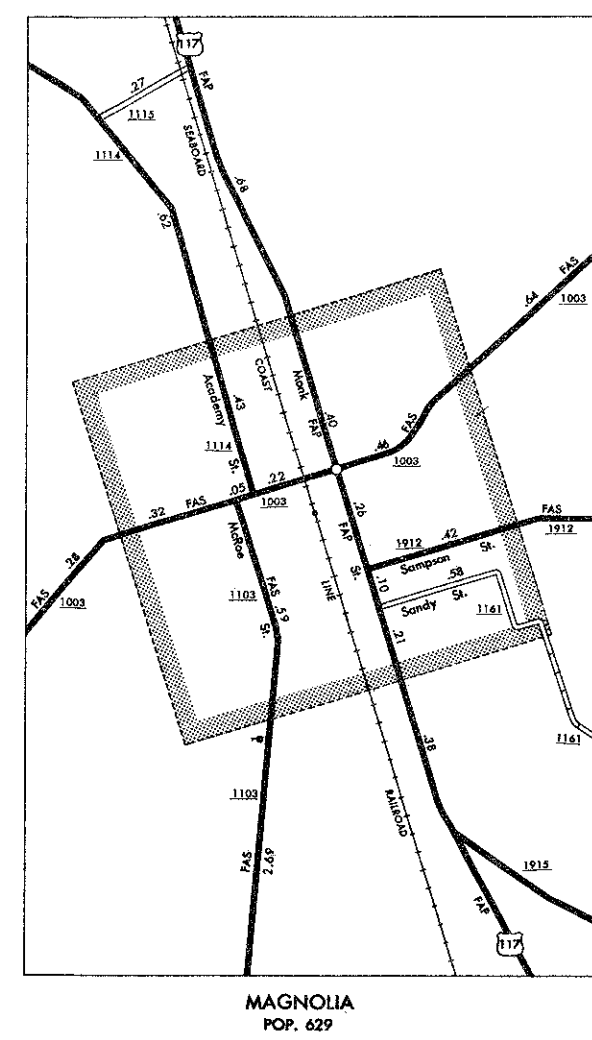 117
FAP
.27
1115
SEABOARD
1114
.68
.62
FAS
.64
1003
COAST
Monk
Academy
.43
.40
FAP
FAS
1114
St.
.46
1003
.22
.05
1003
.32
FAS
.26
FAS
McRoe
FAP
1912
.42
1912
.28
Sampson
St.
St.
FAS
1003
FAS
LINE
.10
.58
1103
.59
Sandy
St.
1161
St.
.21
.38
1161
1103
RAILROAD
FAS
2.69
1915
FAP
117
MAGNOLIA
POP. 629